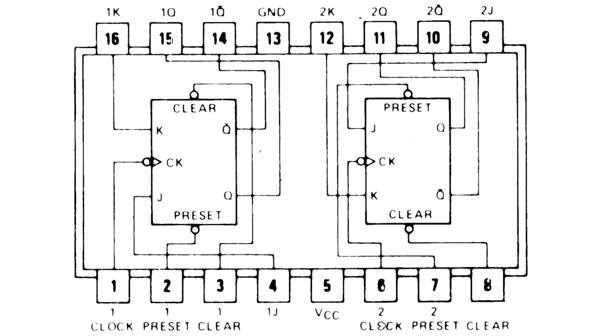 1K 1Q 1Q̄ GND 2K 2Q 2Q̄ 2J
16 15 14 13 12 11 10 9
CLEAR PRESET
K Q̄ J Q
CK CK
J Q K Q̄
PRESET CLEAR
1 2 3 4 5 6 7 8
1 1 1 1J VCC 2 2
CLOCK PRESET CLEAR CLOCK PRESET CLEAR